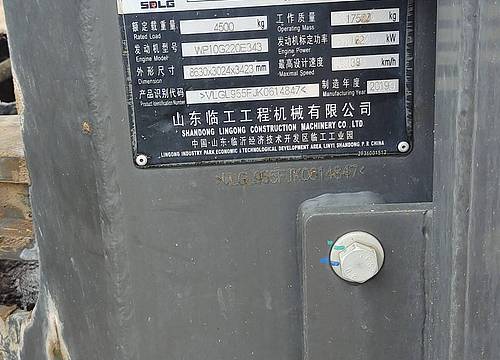 SDLG
额定载重量 4500 kg 工作质量 kg
Rated Load Operating Mass
发动机型号 WP10G220E343 发动机标定功率 162 kW
Engine Model Engine Power
外形尺寸 8630x3024x3423 mm 最高设计速度 39 km/h
Dimension Maximal Speed
产品识别代码 >VLGL955FJK0614847< 制造年度 2019
Product Identification Number Manufacturing Year
山东临工工程机械有限公司
SHANDONG LINGONG CONSTRUCTION MACHINERY CO.,LTD
中国·山东·临沂经济技术开发区临工工业园
LINGONG INDUSTRY PARK ECONOMIC & TECHNOLOGICAL DEVELOPMENT AREA LINYI SHANDONG P.R CHINA
>VLGL955FJK0614847<